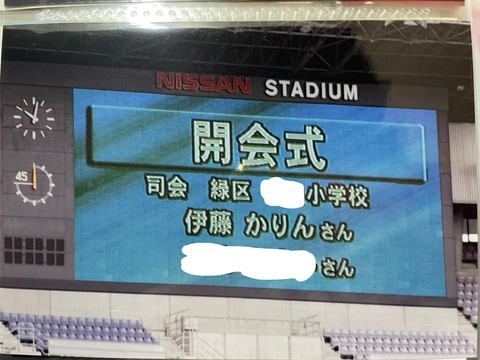 NISSAN STADIUM
開会式
司会 緑区 小学校
伊藤 かりんさん
さん
45